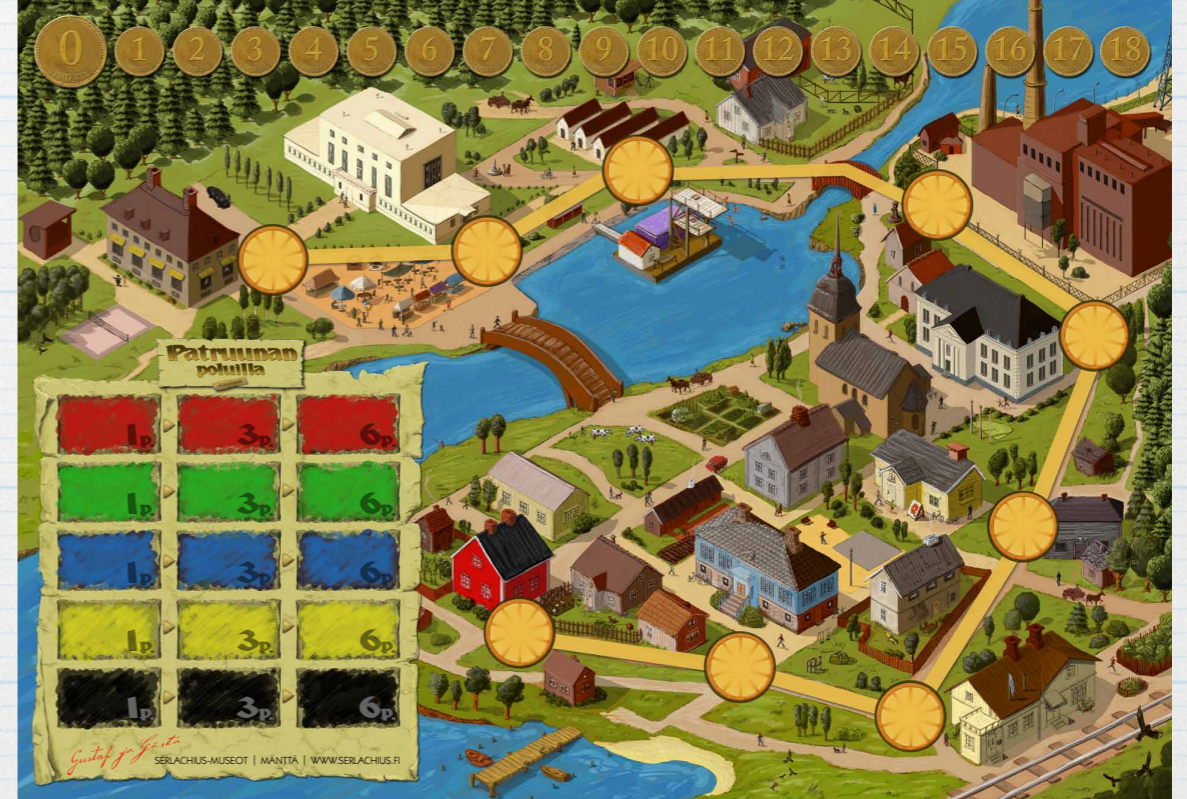 0 1 2 3 4 5 6 7 8 9 10 11 12 13 14 15 16 17 18
Patruunan
poluilla
1p. 3p. 6p.
1p. 3p. 6p.
1p. 3p. 6p.
1p. 3p. 6p.
1p. 3p. 6p.
Gustaf ja Gösta
SERLACHIUS-MUSEOT | MÄNTTÄ | WWW.SERLACHIUS.FI